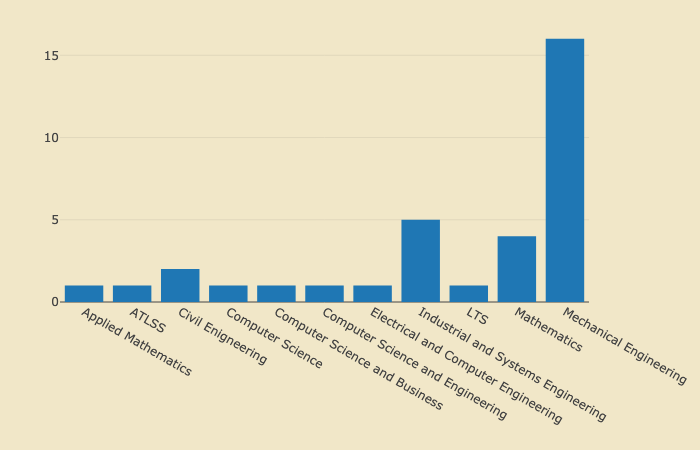 15
10
5
0
Applied Mathematics
ATLSS
Civil Enigneering
Computer Science
Computer Science and Business
Computer Science and Engineering
Electrical and Computer Engineering
Industrial and Systems Engineering
LTS
Mathematics
Mechanical Engineering